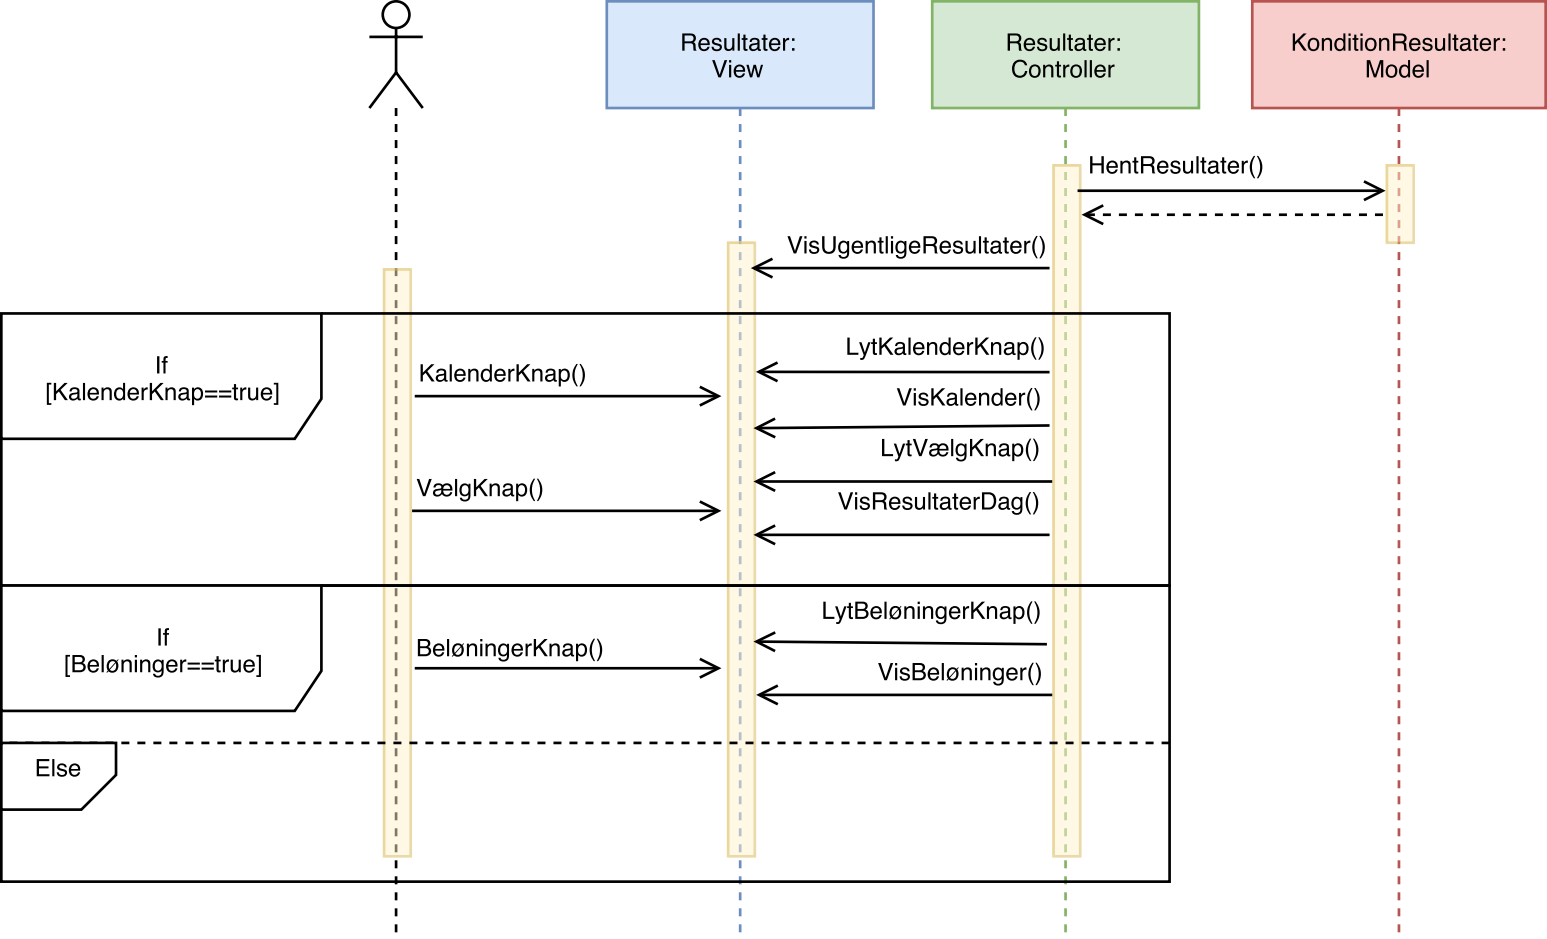 Resultater:
View
Resultater:
Controller
KonditionResultater:
Model
HentResultater()
VisUgentligeResultater()
If
[KalenderKnap==true]
LytKalenderKnap()
KalenderKnap()
VisKalender()
LytVælgKnap()
VælgKnap()
VisResultaterDag()
If
[Beløninger==true]
LytBeløningerKnap()
BeløningerKnap()
VisBeløninger()
Else